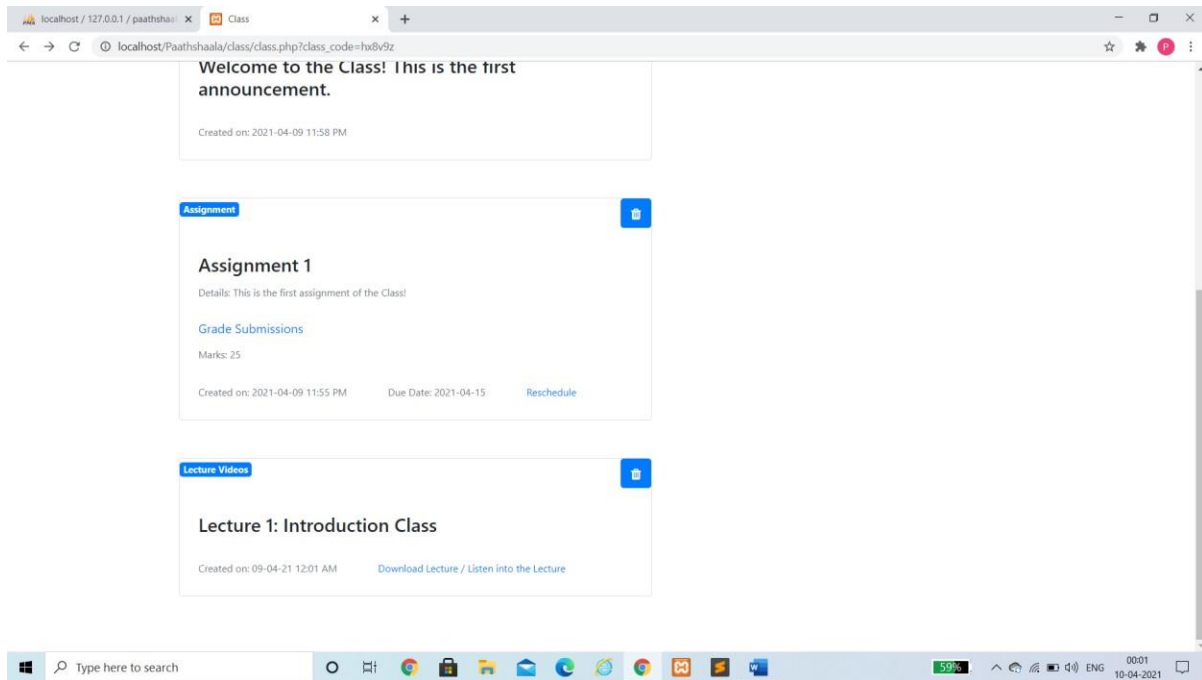 localhost / 127.0.0.1 / paathshaal
Class
localhost/Paathshaala/class/class.php?class_code=hx8v9z
P
Welcome to the Class! This is the first
announcement.
Created on: 2021-04-09 11:58 PM
Assignment
Assignment 1
Details: This is the first assignment of the Class!
Grade Submissions
Marks: 25
Created on: 2021-04-09 11:55 PM Due Date: 2021-04-15 Reschedule
Lecture Videos
Lecture 1: Introduction Class
Created on: 09-04-21 12:01 AM Download Lecture / Listen into the Lecture
Type here to search
59%
ENG
00:01
10-04-2021